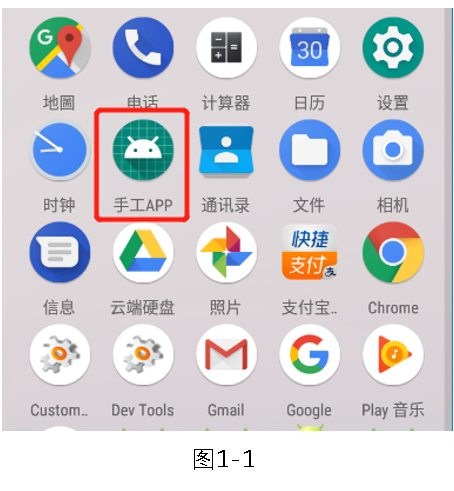 地圖 电话 计算器 日历 设置
30
时钟 手工APP 通讯录 文件 相机
快捷
支付
信息 云端硬盘 照片 支付宝.. Chrome
Custom.. Dev Tools Gmail Google Play 音乐
图1-1